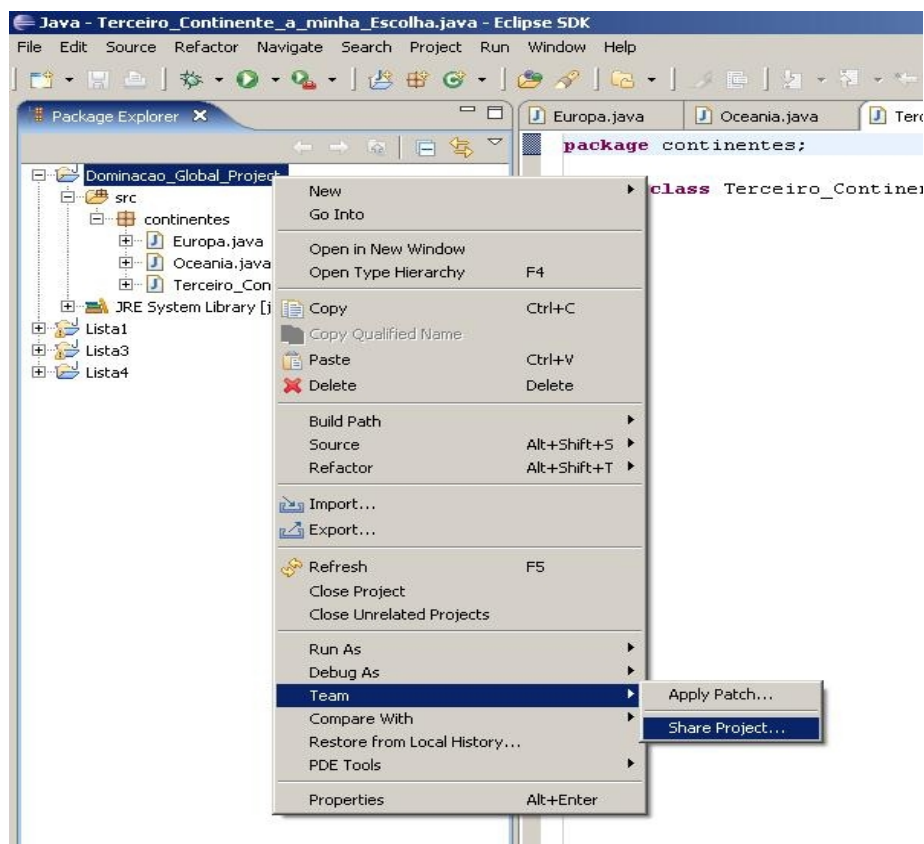 Java - Terceiro_Continente_a_minha_Escolha.java - Eclipse SDK
File Edit Source Refactor Navigate Search Project Run Window Help
Package Explorer
Europa.java
Oceania.java
Terc
package continentes;
class Terceiro_Continen
Dominacao_Global_Project
src
continentes
Europa.java
Oceania.java
Terceiro_Con
JRE System Library [j
Lista1
Lista3
Lista4
New
Go Into
Open in New Window
Open Type Hierarchy F4
Copy Ctrl+C
Copy Qualified Name
Paste Ctrl+V
Delete Delete
Build Path
Source Alt+Shift+S
Refactor Alt+Shift+T
Import...
Export...
Refresh F5
Close Project
Close Unrelated Projects
Run As
Debug As
Team
Compare With
Restore from Local History...
PDE Tools
Properties Alt+Enter
Apply Patch...
Share Project...